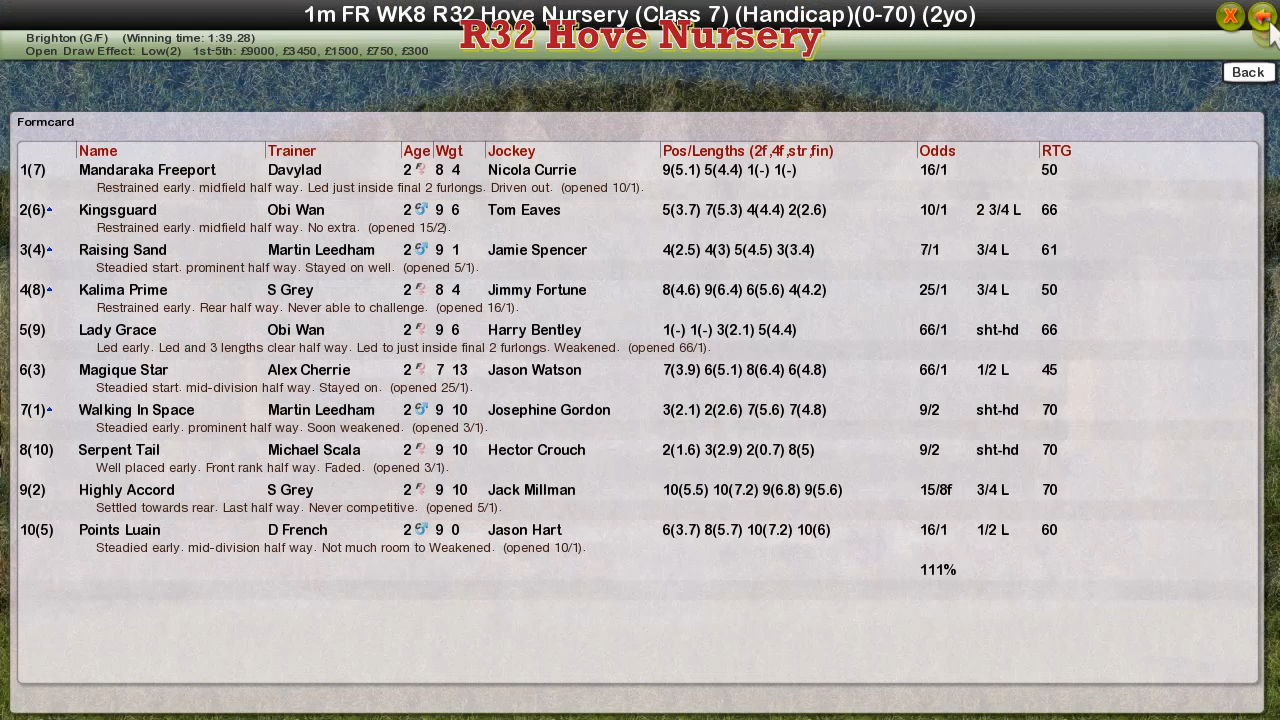 1m FR WK8 R32 Hove Nursery (Class 7) (Handicap)(0-70) (2yo)
R32 Hove Nursery
Brighton (G/F) (Winning time: 1:39.28)
Open Draw Effect: Low(2) 1st-5th: £9000, £3450, £1500, £750, £300
Back
Formcard
Name Trainer Age Wgt Jockey Pos/Lengths (2f,4f,str,fin) Odds RTG
1(7) Mandaraka Freeport Davylad 2 8 4 Nicola Currie 9(5.1) 5(4.4) 1(-) 1(-) 16/1 50
Restrained early. midfield half way. Led just inside final 2 furlongs. Driven out. (opened 10/1).
2(6) Kingsguard Obi Wan 2 9 6 Tom Eaves 5(3.7) 7(5.3) 4(4.4) 2(2.6) 10/1 2 3/4 L 66
Restrained early. midfield half way. No extra. (opened 15/2).
3(4) Raising Sand Martin Leedham 2 9 1 Jamie Spencer 4(2.5) 4(3) 5(4.5) 3(3.4) 7/1 3/4 L 61
Steadied start. prominent half way. Stayed on well. (opened 5/1).
4(8) Kalima Prime S Grey 2 8 4 Jimmy Fortune 8(4.6) 9(6.4) 6(5.6) 4(4.2) 25/1 3/4 L 50
Restrained early. Rear half way. Never able to challenge. (opened 16/1).
5(9) Lady Grace Obi Wan 2 9 6 Harry Bentley 1(-) 1(-) 3(2.1) 5(4.4) 66/1 sht-hd 66
Led early. Led and 3 lengths clear half way. Led to just inside final 2 furlongs. Weakened. (opened 66/1).
6(3) Magique Star Alex Cherrie 2 7 13 Jason Watson 7(3.9) 6(5.1) 8(6.4) 6(4.8) 66/1 1/2 L 45
Steadied start. mid-division half way. Stayed on. (opened 25/1).
7(1) Walking In Space Martin Leedham 2 9 10 Josephine Gordon 3(2.1) 2(2.6) 7(5.6) 7(4.8) 9/2 sht-hd 70
Steadied early. prominent half way. Soon weakened. (opened 3/1).
8(10) Serpent Tail Michael Scala 2 9 10 Hector Crouch 2(1.6) 3(2.9) 2(0.7) 8(5) 9/2 sht-hd 70
Well placed early. Front rank half way. Faded. (opened 3/1).
9(2) Highly Accord S Grey 2 9 10 Jack Millman 10(5.5) 10(7.2) 9(6.8) 9(5.6) 15/8f 3/4 L 70
Settled towards rear. Last half way. Never competitive. (opened 5/1).
10(5) Points Luain D French 2 9 0 Jason Hart 6(3.7) 8(5.7) 10(7.2) 10(6) 16/1 1/2 L 60
Steadied early. mid-division half way. Not much room to Weakened. (opened 10/1).
111%